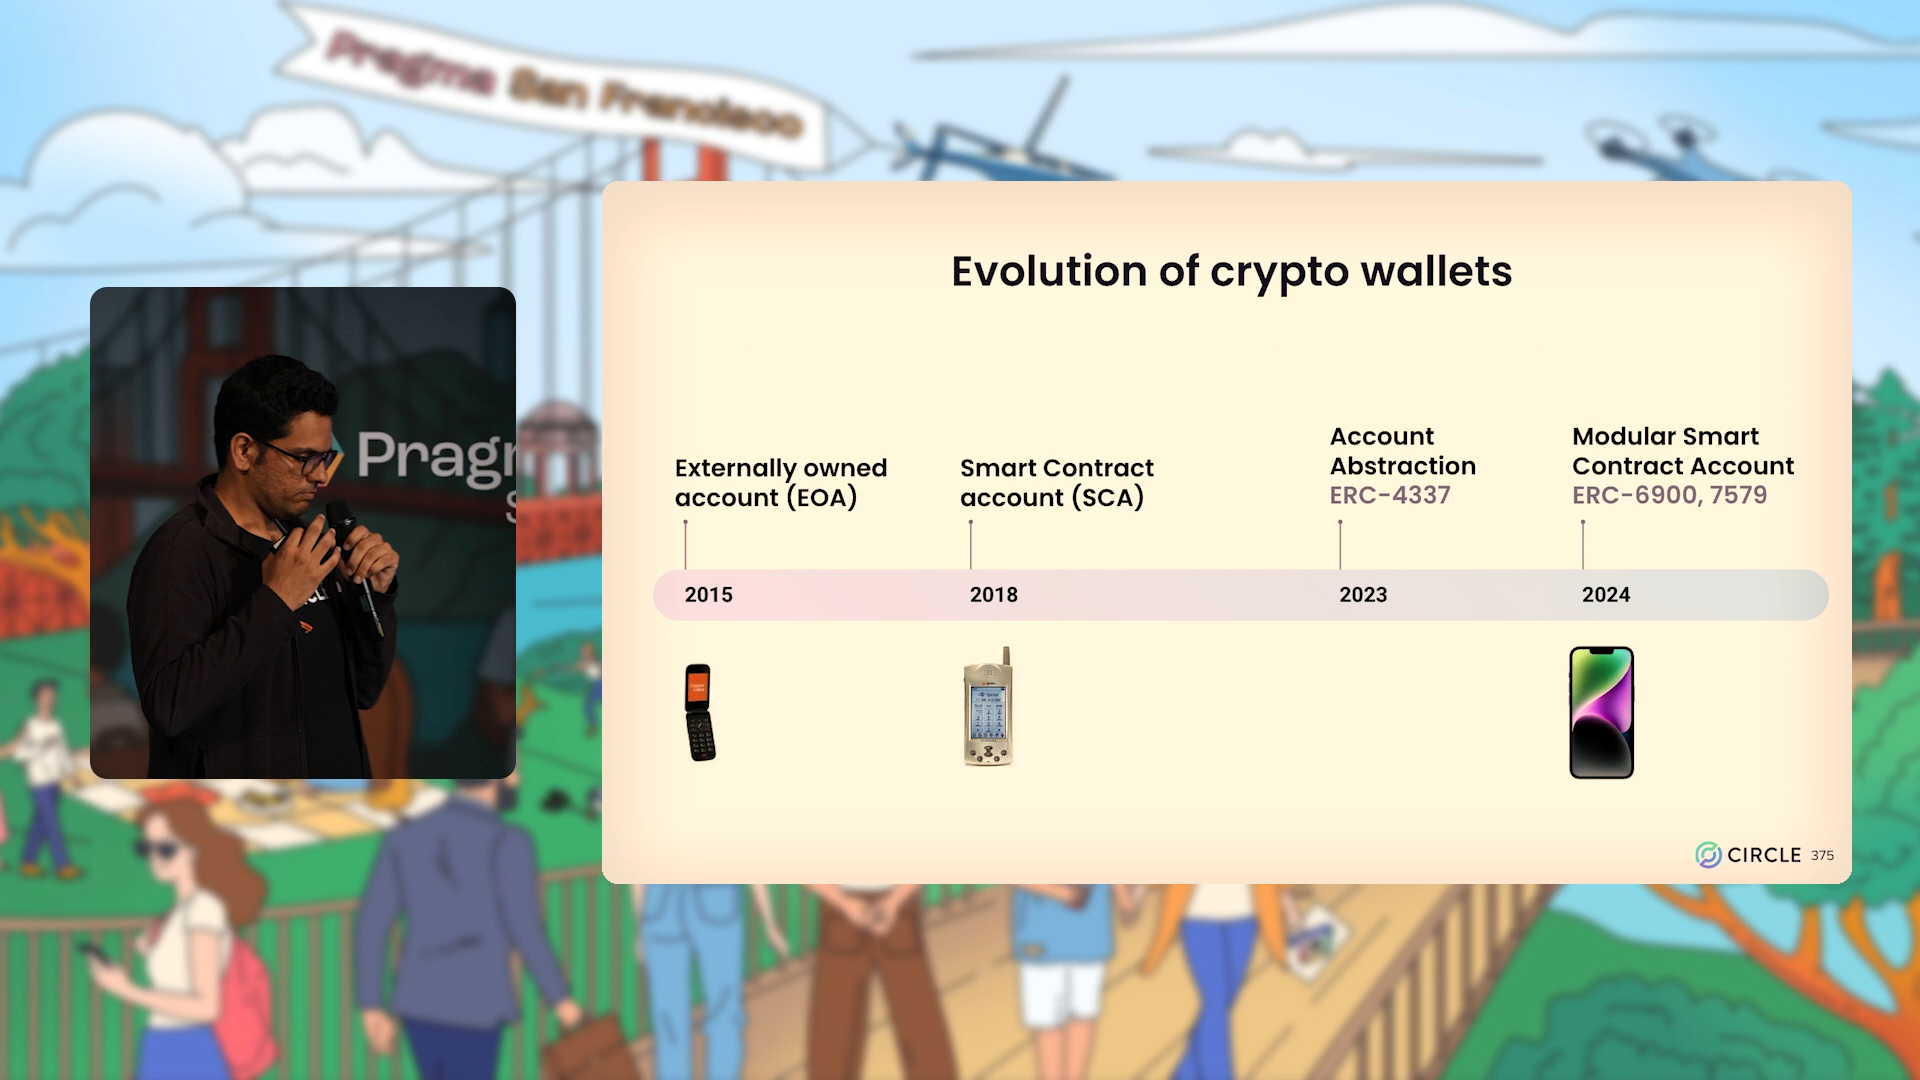 Pragma San Francisco
Pragm
S
Evolution of crypto wallets
Externally owned
account (EOA)
Smart Contract
account (SCA)
Account
Abstraction
ERC-4337
Modular Smart
Contract Account
ERC-6900, 7579
2015
2018
2023
2024
CIRCLE 375